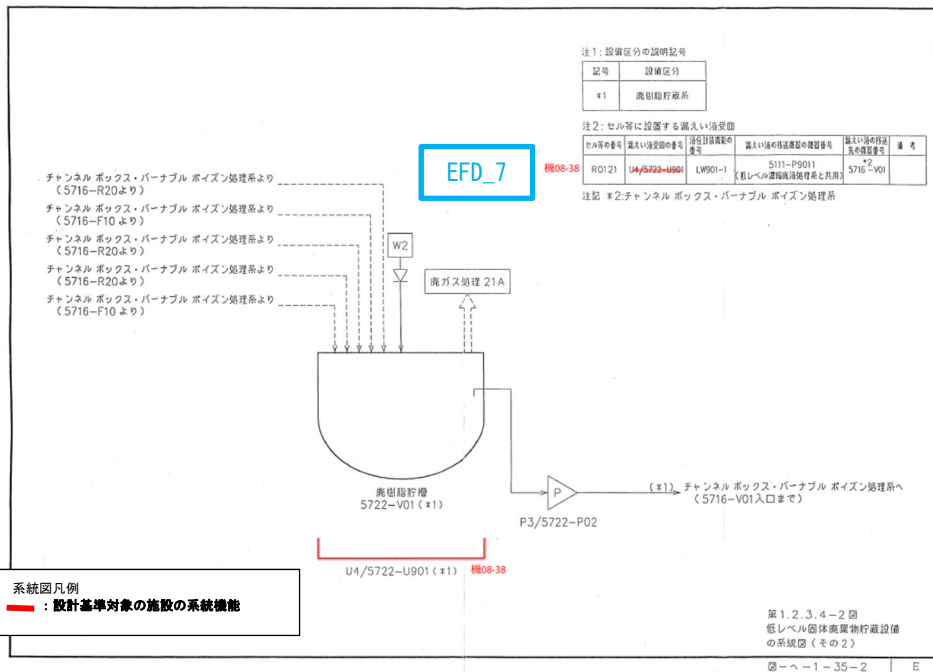 注1:設備区分の説明記号
記号 設備区分
*1 廃樹脂貯蔵系
注2:セル等に設置する漏えい液受皿
セル等の番号 漏えい液受皿の番号 液位計装機能の番号 漏えい液の移送機器の機器番号 漏えい液の移送先の機器番号 備考
機08-38 R0121 U4/5722-U901 LW901-1 5111-P9011 *2
(低レベル濃縮廃液処理系と共用) 5716-V01
注記 *2:チャンネル ボックス・バーナブル ポイズン処理系
EFD_7
チャンネル ボックス・バーナブル ポイズン処理系より
(5716-R20より)
チャンネル ボックス・バーナブル ポイズン処理系より
(5716-F10より)
チャンネル ボックス・バーナブル ポイズン処理系より
(5716-R20より)
チャンネル ボックス・バーナブル ポイズン処理系より
(5716-R20より)
チャンネル ボックス・バーナブル ポイズン処理系より
(5716-F10より)
W2
廃ガス処理 21A
廃樹脂貯槽
5722-V01(*1)
P
P3/5722-P02
(*1) チャンネル ボックス・バーナブル ポイズン処理系へ
(5716-V01入口まで)
U4/5722-U901(*1) 機08-38
系統図凡例
:設計基準対象の施設の系統機能
第1.2.3.4-2図
低レベル固体廃棄物貯蔵設備
の系統図(その2)
図-ヘ-1-35-2 E